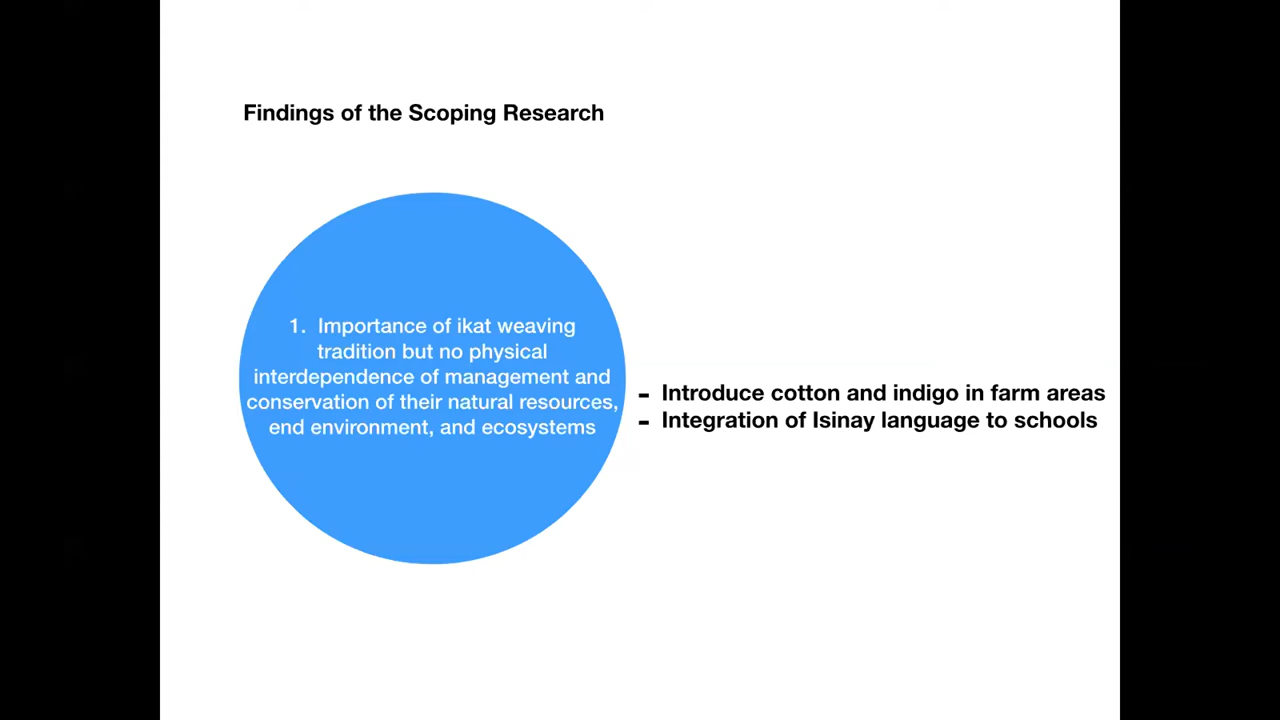 Findings of the Scoping Research
1. Importance of ikat weaving
tradition but no physical
interdependence of management and
conservation of their natural resources,
end environment, and ecosystems
- Introduce cotton and indigo in farm areas
- Integration of Isinay language to schools